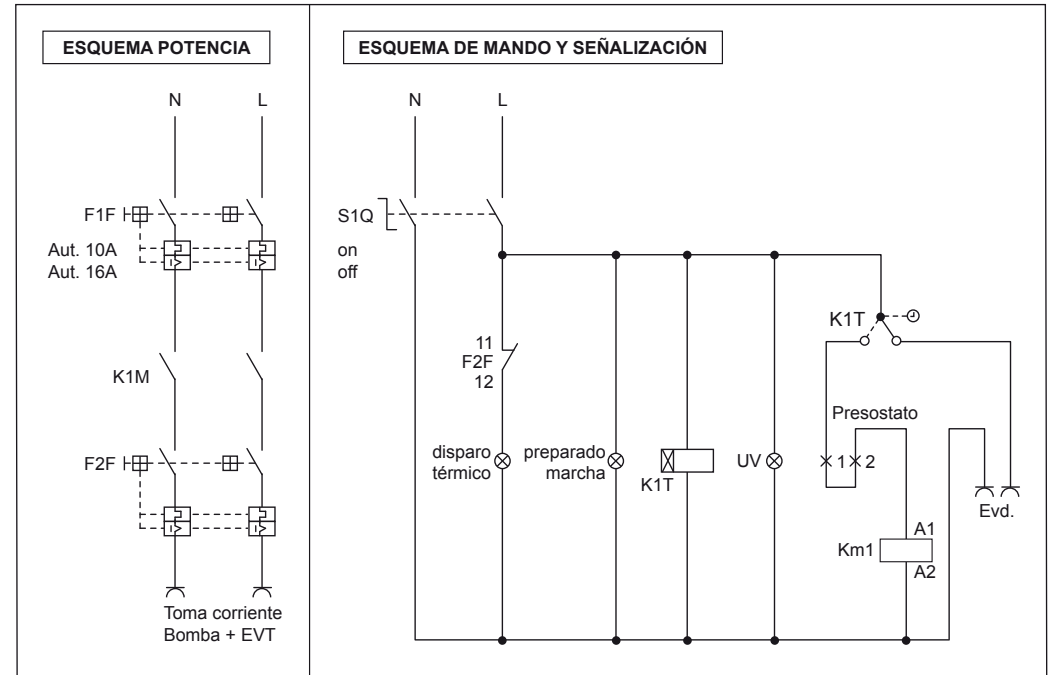 ESQUEMA POTENCIA
N L
F1F
Aut. 10A
Aut. 16A
K1M
F2F
Toma corriente
Bomba + EVT
ESQUEMA DE MANDO Y SEÑALIZACIÓN
N L
S1Q
on
off
11
F2F
12
disparo
térmico
preparado
marcha
K1T
UV
K1T
Presostato
1 2
Evd.
A1
Km1
A2